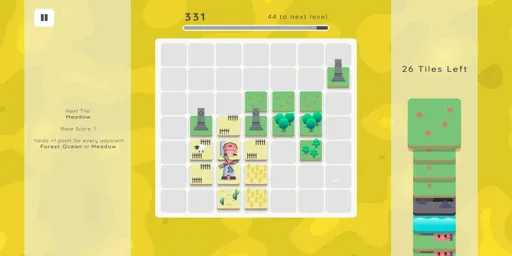 331
44 to next level
26 Tiles Left
Next Tile:
Meadow
Base Score: 1
Yields +1 point for every adjacent
Forest, Ocean or Meadow